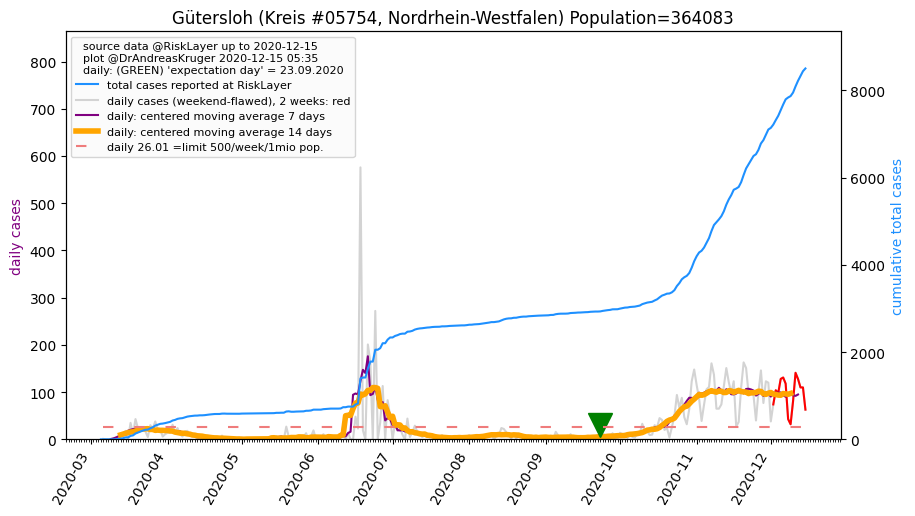 Gütersloh (Kreis #05754, Nordrhein-Westfalen) Population=364083
source data @RiskLayer up to 2020-12-15
plot @DrAndreasKruger 2020-12-15 05:35
daily: (GREEN) 'expectation day' = 23.09.2020
total cases reported at RiskLayer
daily cases (weekend-flawed), 2 weeks: red
daily: centered moving average 7 days
daily: centered moving average 14 days
daily 26.01 =limit 500/week/1mio pop.
daily cases
800
700
600
500
400
300
200
100
0
cumulative total cases
8000
6000
4000
2000
0
2020-03
2020-04
2020-05
2020-06
2020-07
2020-08
2020-09
2020-10
2020-11
2020-12